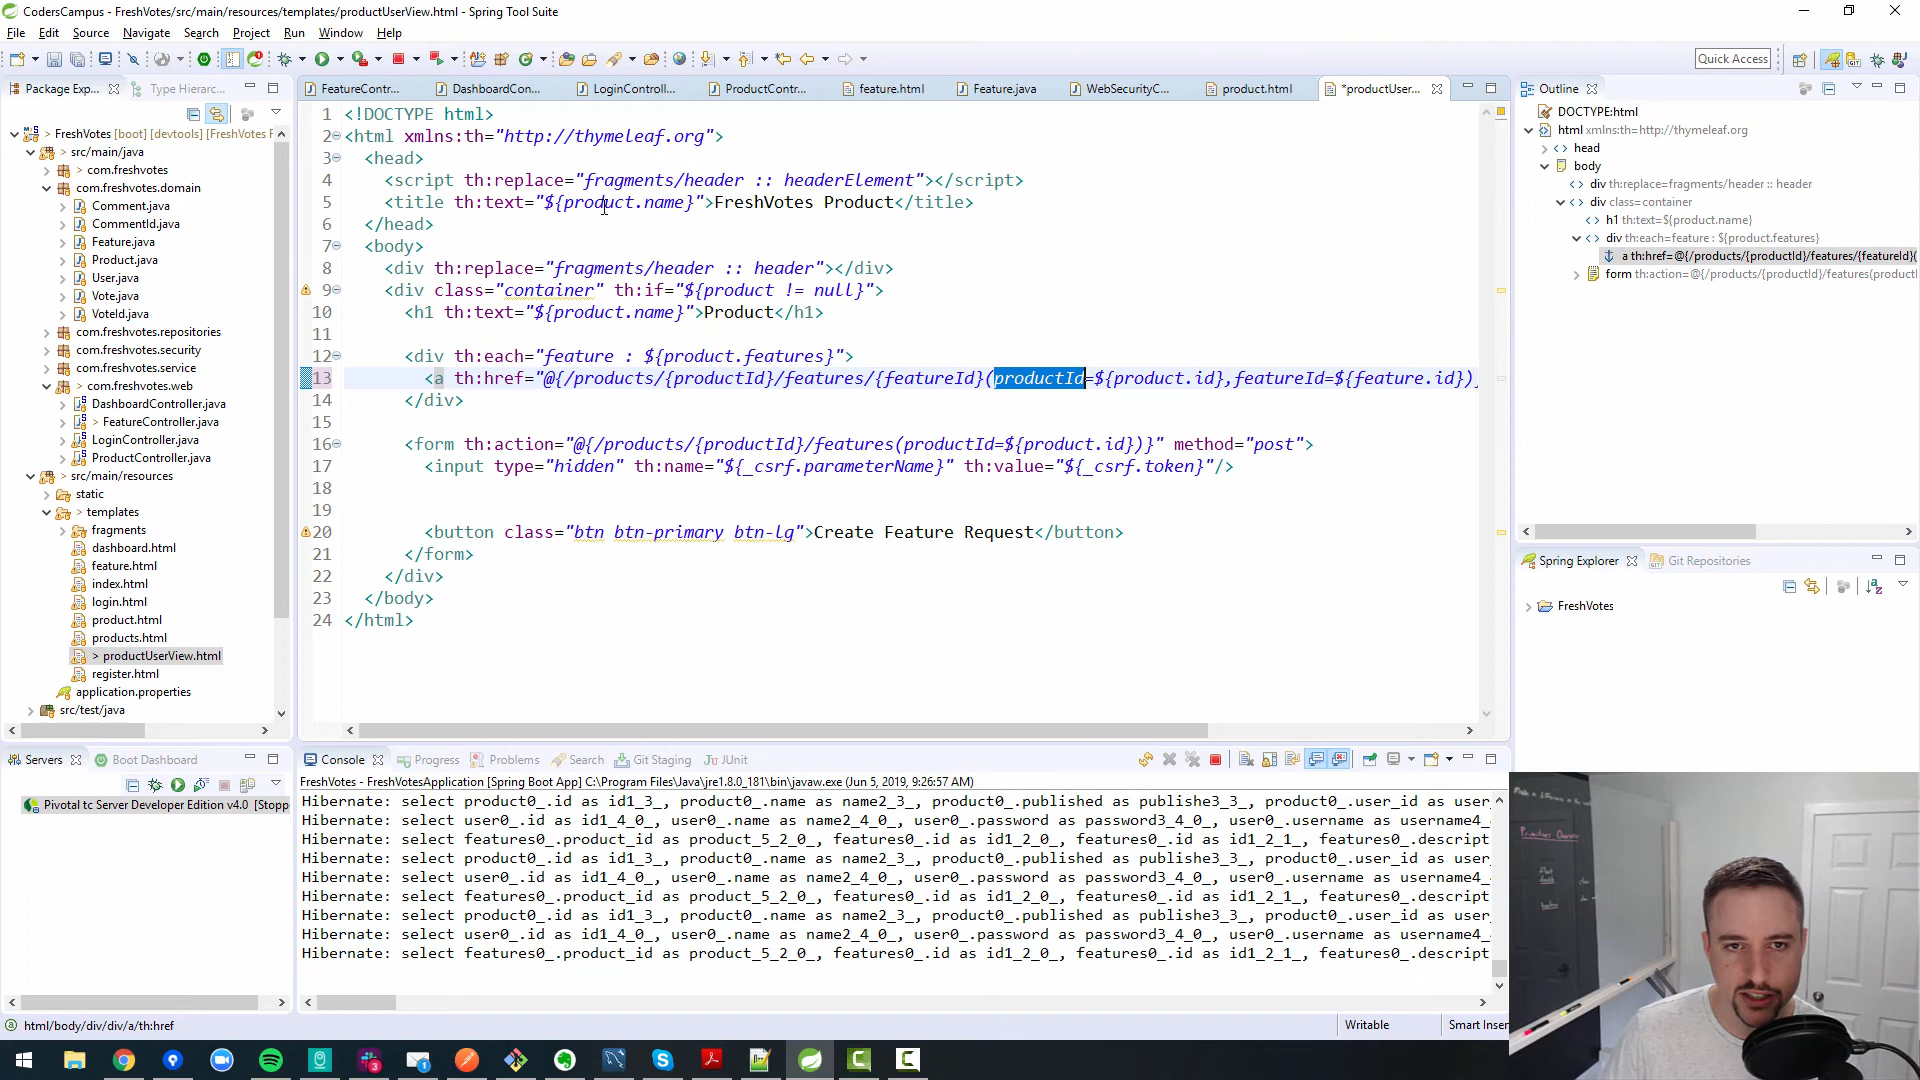 CodersCampus - FreshVotes/src/main/resources/templates/productUserView.html - Spring Tool Suite
File Edit Source Navigate Search Project Run Window Help
Quick Access
Package Exp... Type Hierarc...
FeatureContr... DashboardCon... LoginControll... ProductContr... feature.html Feature.java WebSecurityC... product.html *productUser...
Outline
FreshVotes [boot] [devtools] [FreshVotes
src/main/java
> com.freshvotes
com.freshvotes.domain
Comment.java
CommentId.java
Feature.java
Product.java
User.java
Vote.java
VoteId.java
com.freshvotes.repositories
com.freshvotes.security
com.freshvotes.service
> com.freshvotes.web
DashboardController.java
> FeatureController.java
LoginController.java
ProductController.java
src/main/resources
static
templates
fragments
dashboard.html
feature.html
index.html
login.html
product.html
products.html
> productUserView.html
register.html
application.properties
src/test/java
1 <!DOCTYPE html>
2 <html xmlns:th="http://thymeleaf.org">
3 <head>
4 <script th:replace="fragments/header :: headerElement"></script>
5 <title th:text="${product.name}">FreshVotes Product</title>
6 </head>
7 <body>
8 <div th:replace="fragments/header :: header"></div>
9 <div class="container" th:if="${product != null}">
10 <h1 th:text="${product.name}">Product</h1>
11
12 <div th:each="feature : ${product.features}">
13 <a th:href="@{/products/{productId}/features/{featureId}(productId=${product.id},featureId=${feature.id})}
14 </div>
15
16 <form th:action="@{/products/{productId}/features(productId=${product.id})}" method="post">
17 <input type="hidden" th:name="${_csrf.parameterName}" th:value="${_csrf.token}"/>
18
19
20 <button class="btn btn-primary btn-lg">Create Feature Request</button>
21 </form>
22 </div>
23 </body>
24 </html>
DOCTYPE:html
html xmlns:th=http://thymeleaf.org
head
body
div th:replace=fragments/header :: header
div class=container
h1 th:text=${product.name}
div th:each=feature : ${product.features}
a th:href=@{/products/{productId}/features/{featureId}(
form th:action=@{/products/{productId}/features(product
Spring Explorer Git Repositories
FreshVotes
Servers Boot Dashboard
Pivotal tc Server Developer Edition v4.0 [Stopp
Console Progress Problems Search Git Staging JUnit
FreshVotes - FreshVotesApplication [Spring Boot App] C:\Program Files\Java\jre1.8.0_181\bin\javaw.exe (Jun 5, 2019, 9:26:57 AM)
Hibernate: select product0_.id as id1_3_, product0_.name as name2_3_, product0_.published as publishe3_3_, product0_.user_id as user_
Hibernate: select user0_.id as id1_4_0_, user0_.name as name2_4_0_, user0_.password as password3_4_0_, user0_.username as username4_
Hibernate: select features0_.product_id as product_5_2_0_, features0_.id as id1_2_0_, features0_.id as id1_2_1_, features0_.descript
Hibernate: select product0_.id as id1_3_, product0_.name as name2_3_, product0_.published as publishe3_3_, product0_.user_id as user_
Hibernate: select user0_.id as id1_4_0_, user0_.name as name2_4_0_, user0_.password as password3_4_0_, user0_.username as username4_
Hibernate: select features0_.product_id as product_5_2_0_, features0_.id as id1_2_0_, features0_.id as id1_2_1_, features0_.descript
Hibernate: select product0_.id as id1_3_, product0_.name as name2_3_, product0_.published as publishe3_3_, product0_.user_id as user_
Hibernate: select user0_.id as id1_4_0_, user0_.name as name2_4_0_, user0_.password as password3_4_0_, user0_.username as username4_
Hibernate: select features0_.product_id as product_5_2_0_, features0_.id as id1_2_0_, features0_.id as id1_2_1_, features0_.descript
html/body/div/div/a/th:href
Writable
Smart Inser